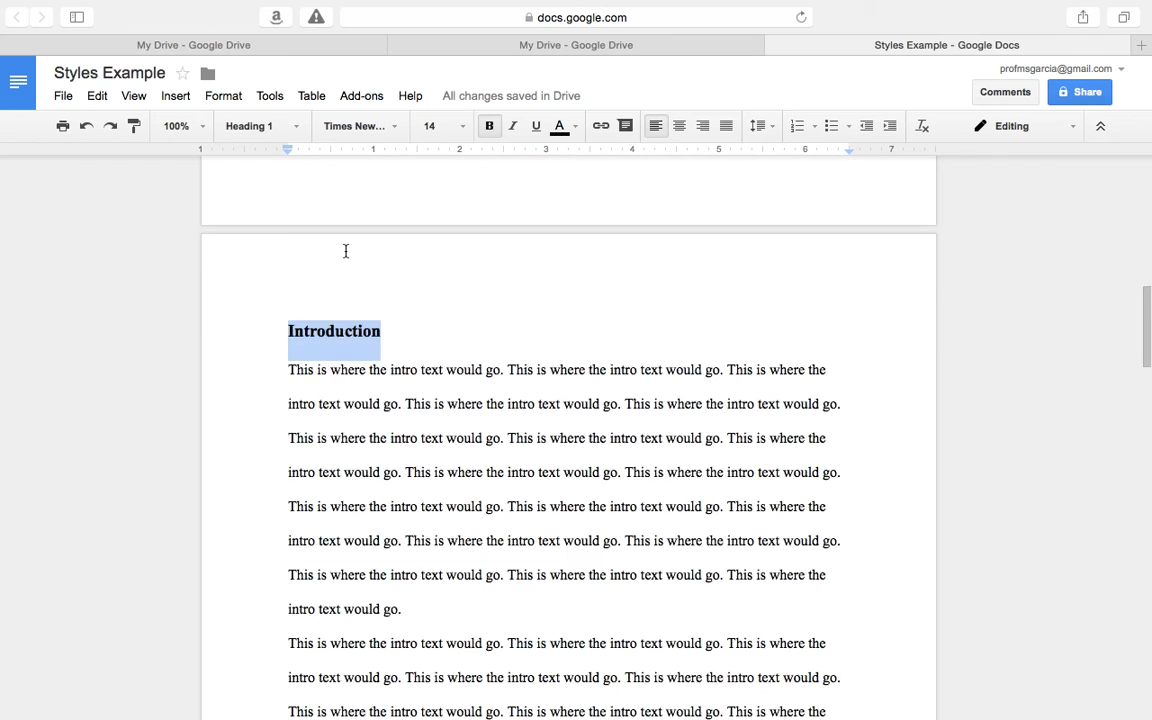 docs.google.com
My Drive - Google Drive
My Drive - Google Drive
Styles Example - Google Docs
Styles Example
profmsgarcia@gmail.com
File Edit View Insert Format Tools Table Add-ons Help All changes saved in Drive
Comments
Share
100% Heading 1 Times New... 14 B I U A Editing
1 1 2 3 4 5 6 7
Introduction
This is where the intro text would go. This is where the intro text would go. This is where the
intro text would go. This is where the intro text would go. This is where the intro text would go.
This is where the intro text would go. This is where the intro text would go. This is where the
intro text would go. This is where the intro text would go. This is where the intro text would go.
This is where the intro text would go. This is where the intro text would go. This is where the
intro text would go. This is where the intro text would go. This is where the intro text would go.
This is where the intro text would go. This is where the intro text would go. This is where the
intro text would go.
This is where the intro text would go. This is where the intro text would go. This is where the
intro text would go. This is where the intro text would go. This is where the intro text would go.
This is where the intro text would go. This is where the intro text would go. This is where the